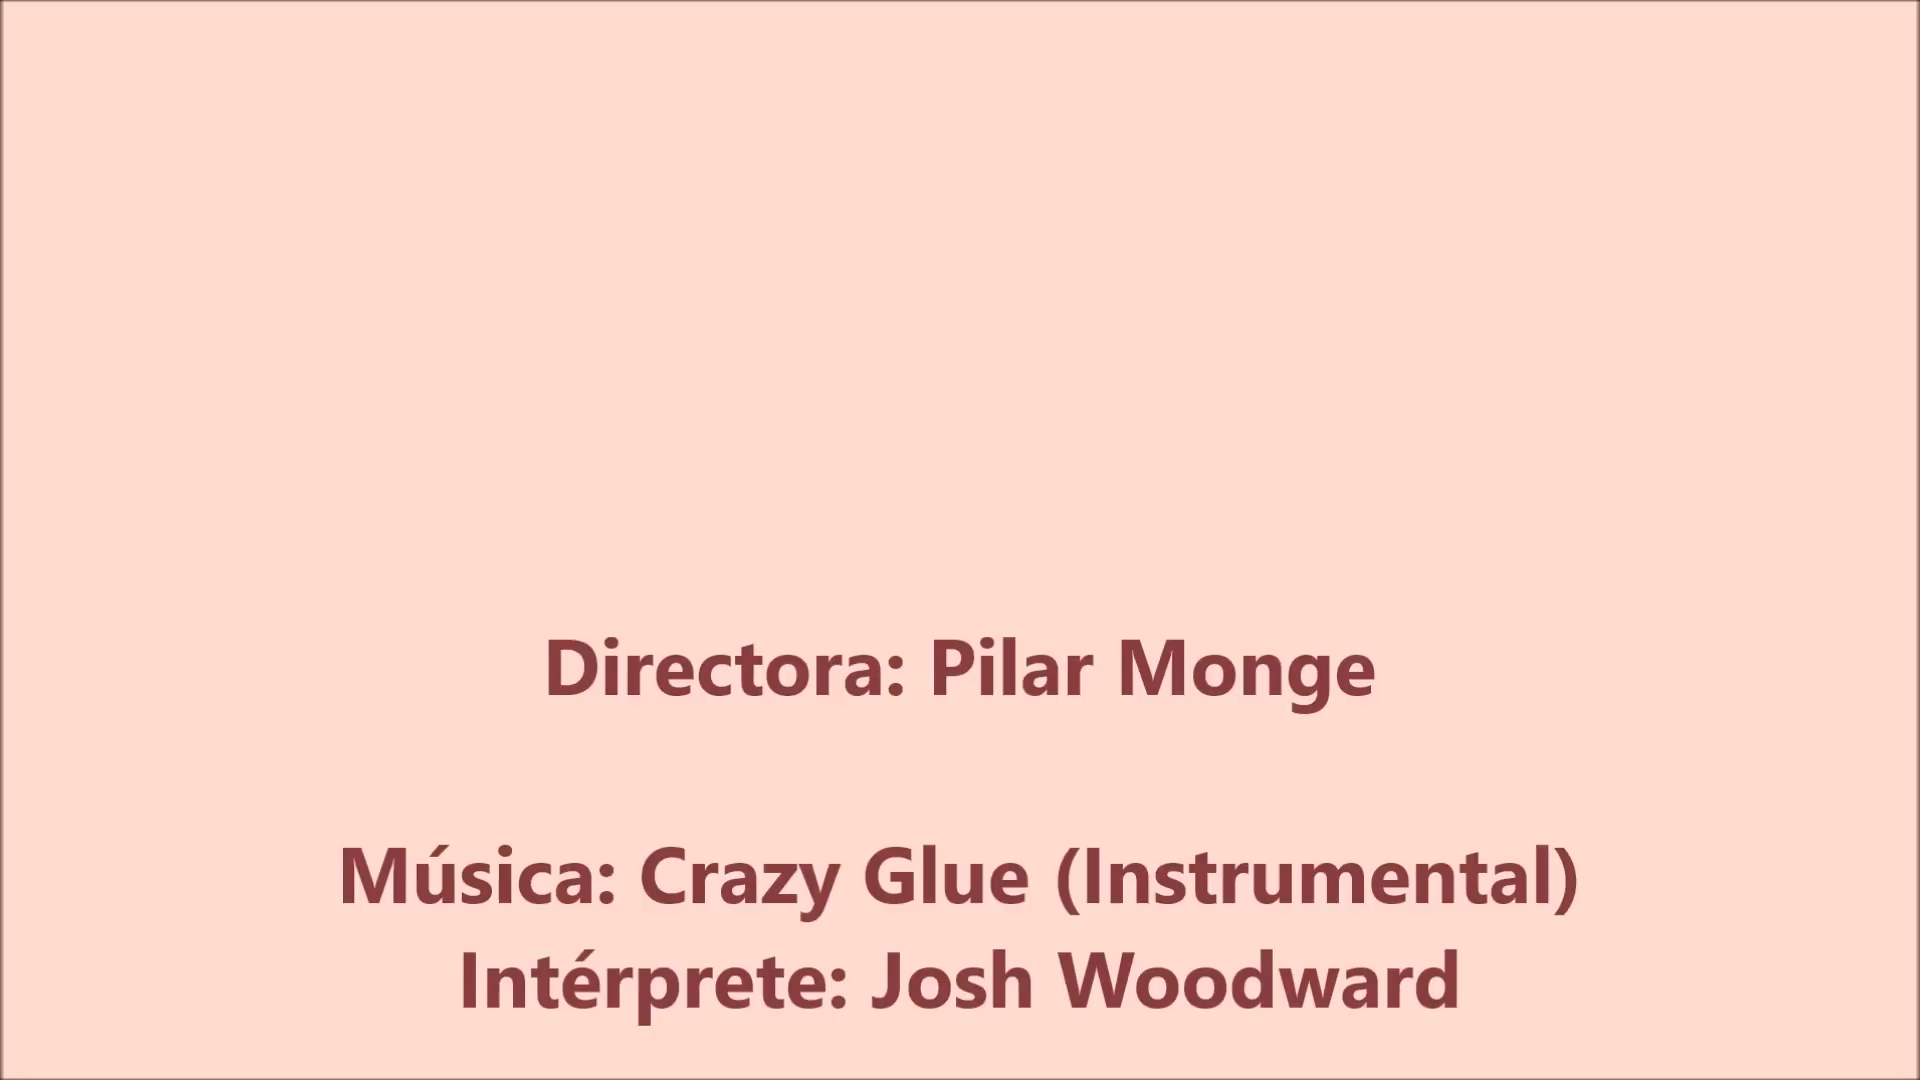 Directora: Pilar Monge
Música: Crazy Glue (Instrumental)
Intérprete: Josh Woodward